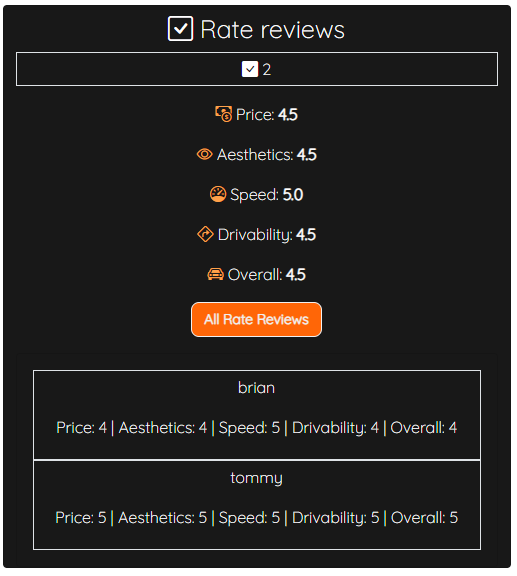 Rate reviews
2
Price: 4.5
Aesthetics: 4.5
Speed: 5.0
Drivability: 4.5
Overall: 4.5
All Rate Reviews
brian
Price: 4 | Aesthetics: 4 | Speed: 5 | Drivability: 4 | Overall: 4
tommy
Price: 5 | Aesthetics: 5 | Speed: 5 | Drivability: 5 | Overall: 5